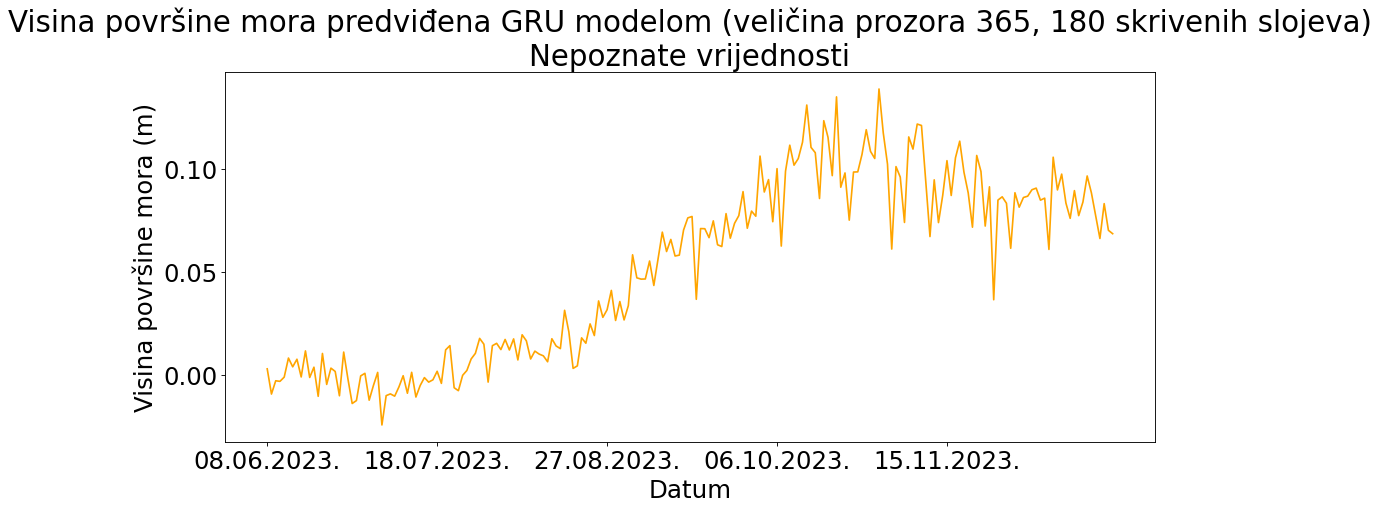 Visina površine mora predviđena GRU modelom (veličina prozora 365, 180 skrivenih slojeva)
Nepoznate vrijednosti
Visina površine mora (m)
0.10
0.05
0.00
08.06.2023. 18.07.2023. 27.08.2023. 06.10.2023. 15.11.2023.
Datum